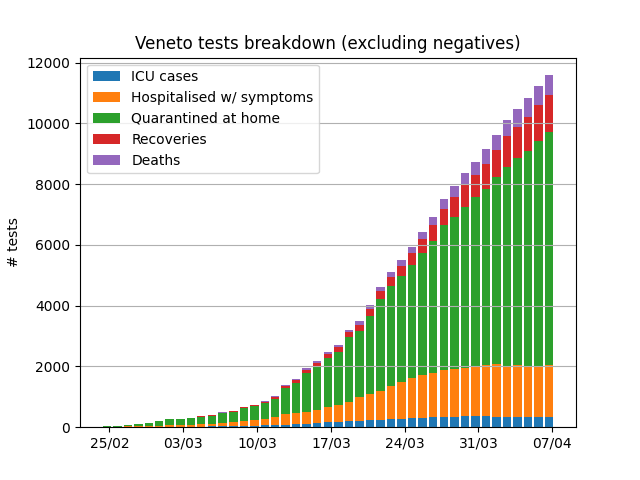 Veneto tests breakdown (excluding negatives)
12000
10000
8000
6000
4000
2000
0
# tests
ICU cases
Hospitalised w/ symptoms
Quarantined at home
Recoveries
Deaths
25/02 03/03 10/03 17/03 24/03 31/03 07/04